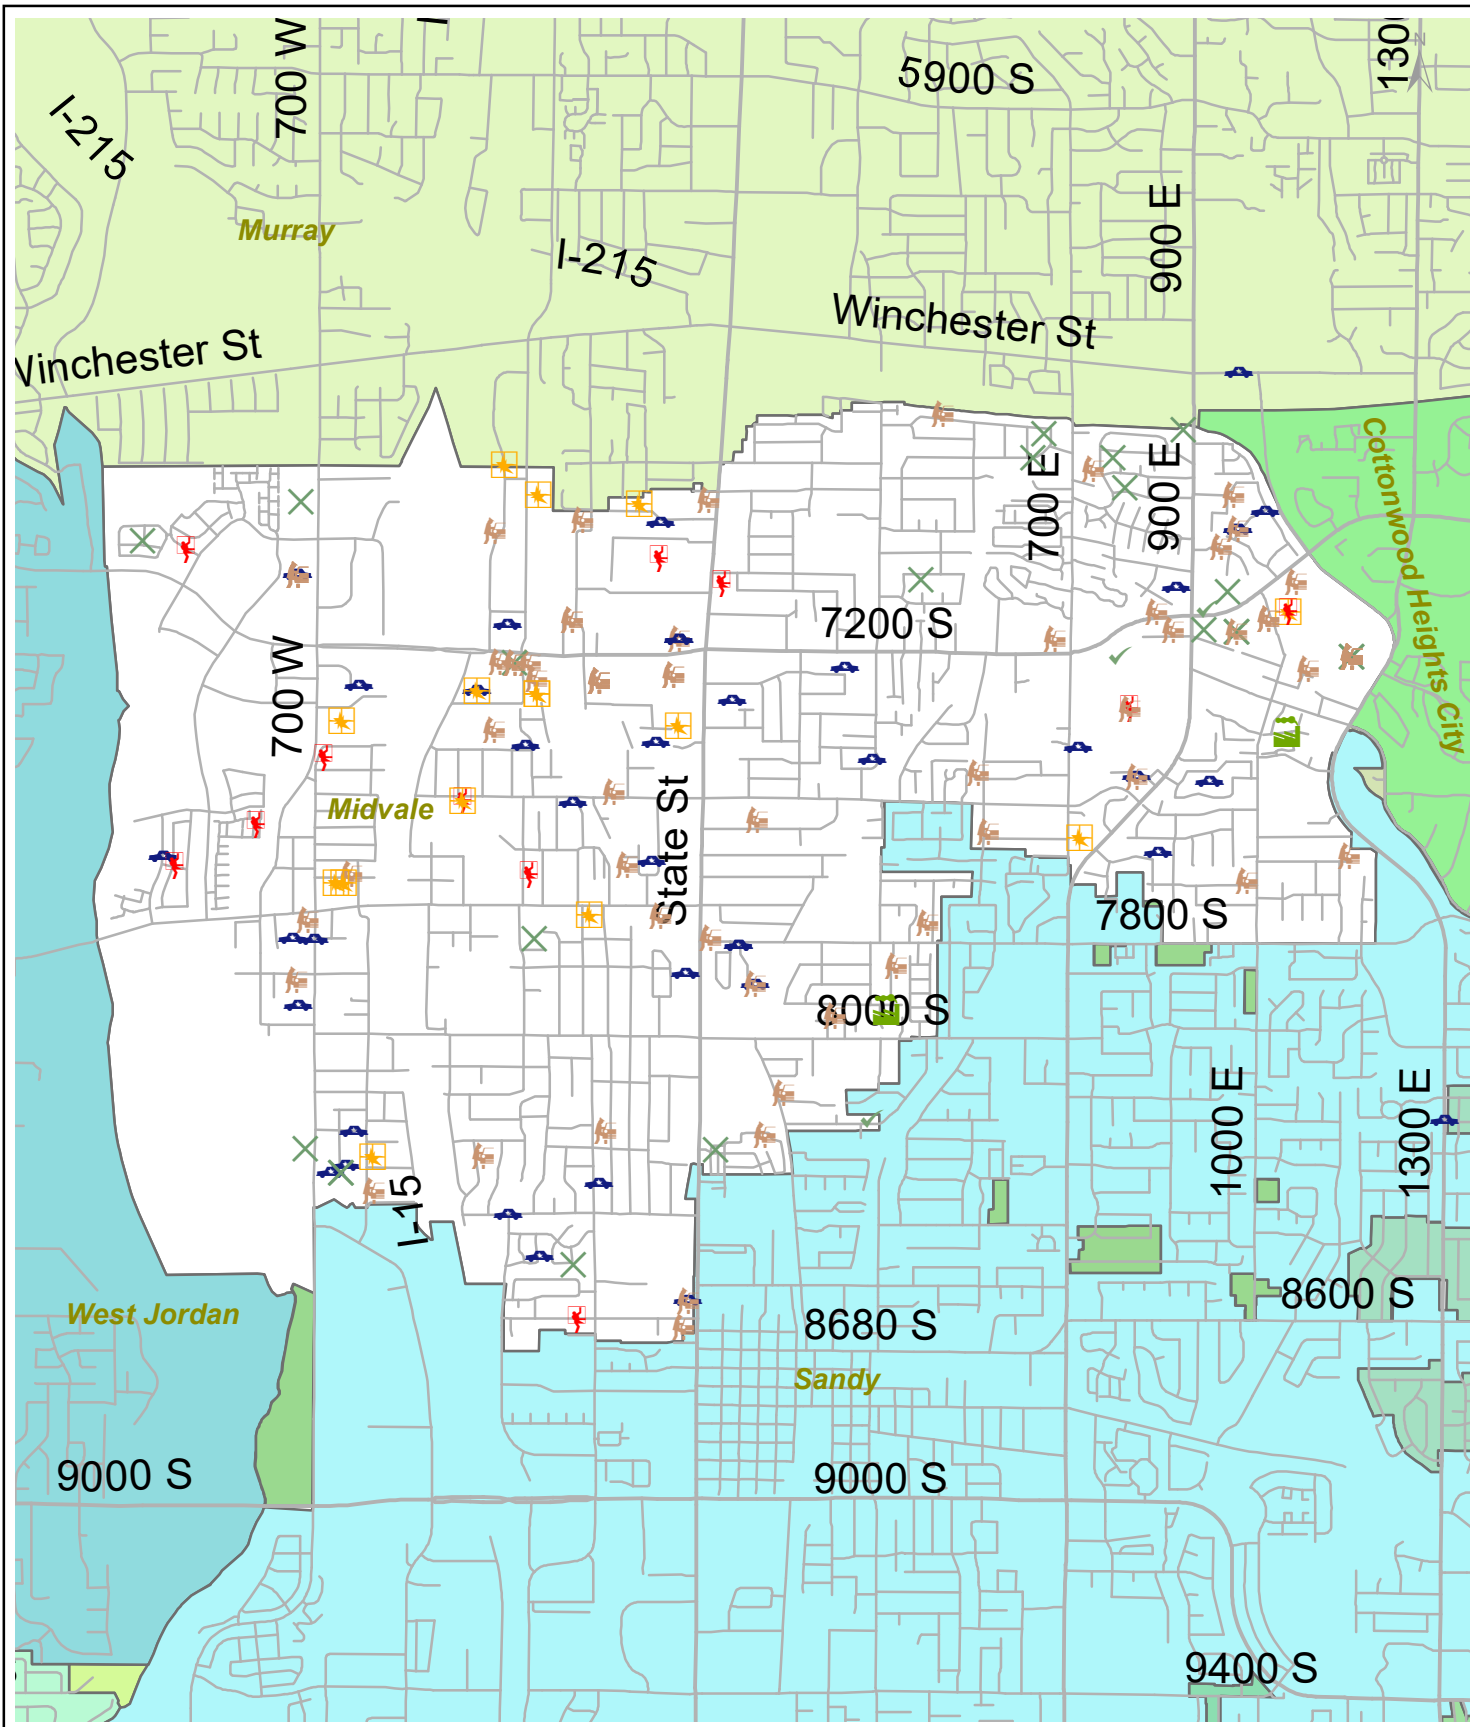 700 W
1300
N
5900 S
I-215
900 E
Murray
I-215
Winchester St
Winchester St
Cottonwood Heights City
700 E
900 E
7200 S
700 W
Midvale
State St
7800 S
8000 S
1000 E
1300 E
I-15
8600 S
West Jordan
8680 S
Sandy
9000 S
9000 S
9400 S